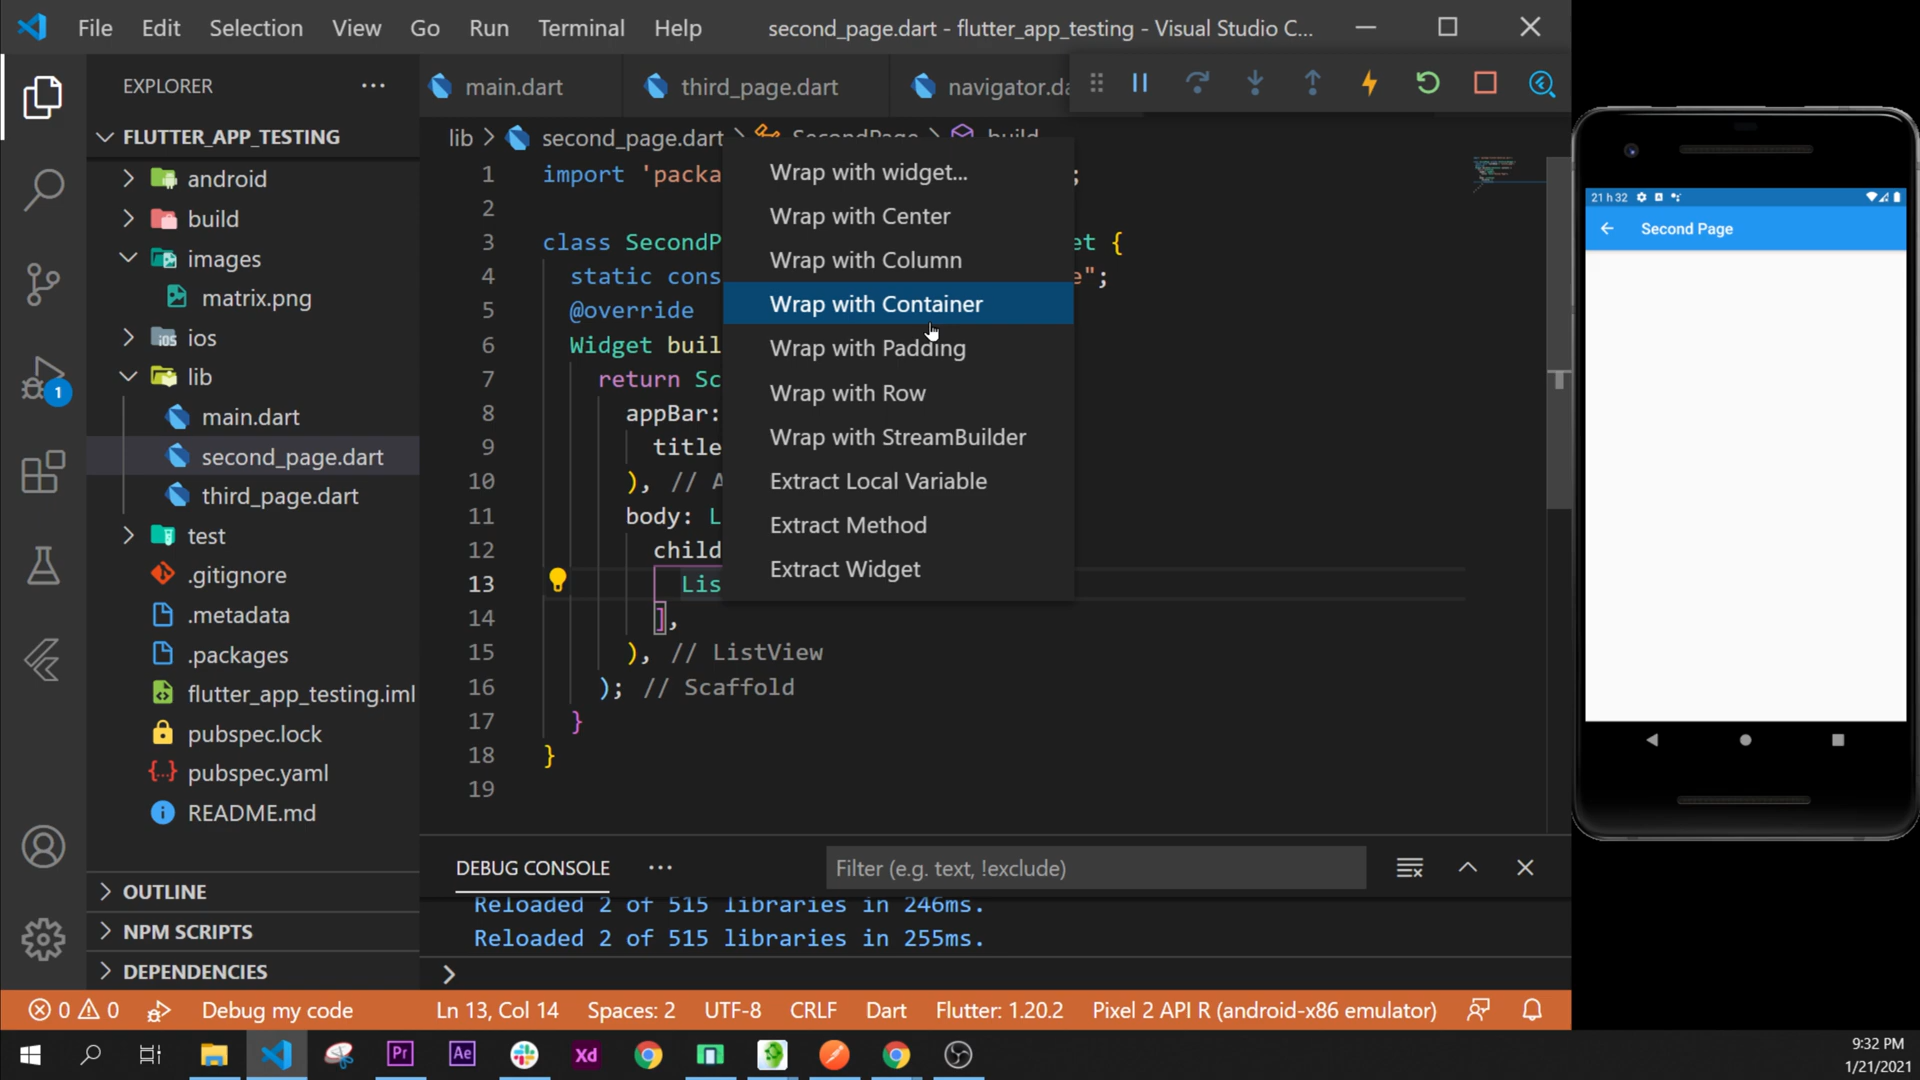 File Edit Selection View Go Run Terminal Help second_page.dart - flutter_app_testing - Visual Studio C...
EXPLORER
main.dart third_page.dart navigator.da
FLUTTER_APP_TESTING
android
build
images
matrix.png
ios
lib
main.dart
second_page.dart
third_page.dart
test
.gitignore
.metadata
.packages
flutter_app_testing.iml
pubspec.lock
pubspec.yaml
README.md
OUTLINE
NPM SCRIPTS
DEPENDENCIES
1
lib > second_page.dart > SecondPage > build
1 import 'packa ;
2
3 class SecondP et {
4 static cons e";
5 @override
6 Widget buil
7 return Sc
8 appBar:
9 title
10 ), // A
11 body: L
12 child
13 Lis
14 ],
15 ), // ListView
16 ); // Scaffold
17 }
18 }
19
Wrap with widget...
Wrap with Center
Wrap with Column
Wrap with Container
Wrap with Padding
Wrap with Row
Wrap with StreamBuilder
Extract Local Variable
Extract Method
Extract Widget
DEBUG CONSOLE
Filter (e.g. text, !exclude)
Reloaded 2 of 515 libraries in 246ms.
Reloaded 2 of 515 libraries in 255ms.
>
0 0 Debug my code Ln 13, Col 14 Spaces: 2 UTF-8 CRLF Dart Flutter: 1.20.2 Pixel 2 API R (android-x86 emulator)
21 h 32
Second Page
Pr Ae Xd
9:32 PM
1/21/2021